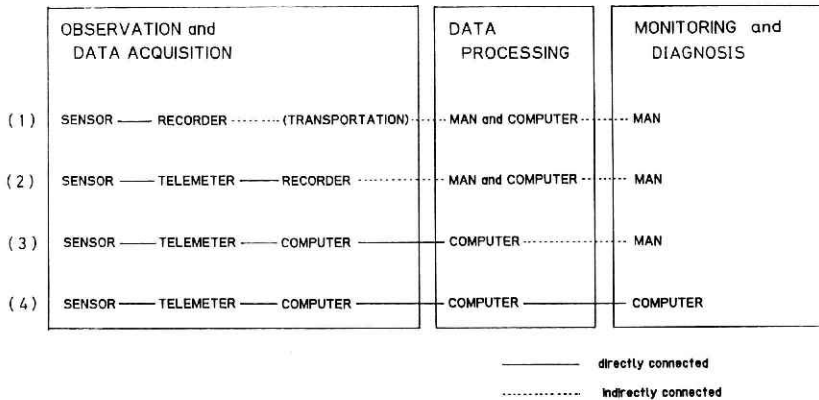 OBSERVATION and
DATA ACQUISITION
DATA
PROCESSING
MONITORING and
DIAGNOSIS
(1) SENSOR RECORDER (TRANSPORTATION) MAN and COMPUTER MAN
(2) SENSOR TELEMETER RECORDER MAN and COMPUTER MAN
(3) SENSOR TELEMETER COMPUTER COMPUTER MAN
(4) SENSOR TELEMETER COMPUTER COMPUTER COMPUTER
directly connected
indirectly connected